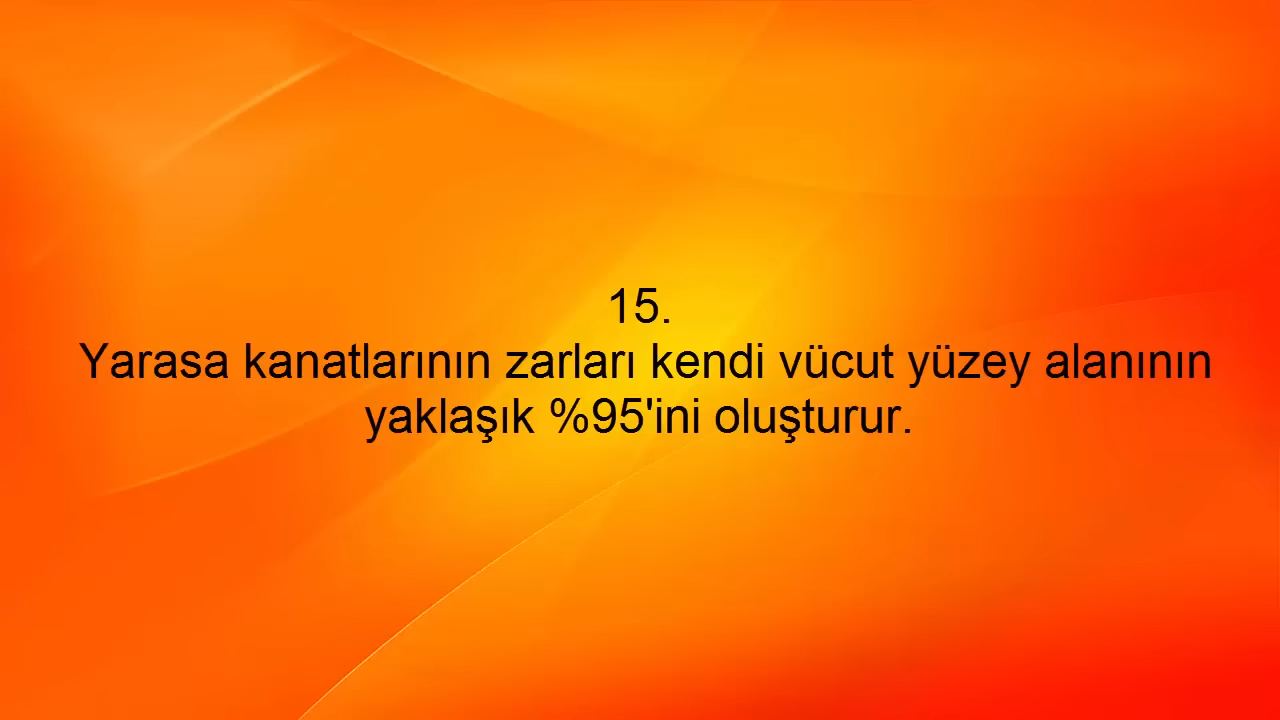 15.
Yarasa kanatlarının zarları kendi vücut yüzey alanının
yaklaşık %95'ini oluşturur.